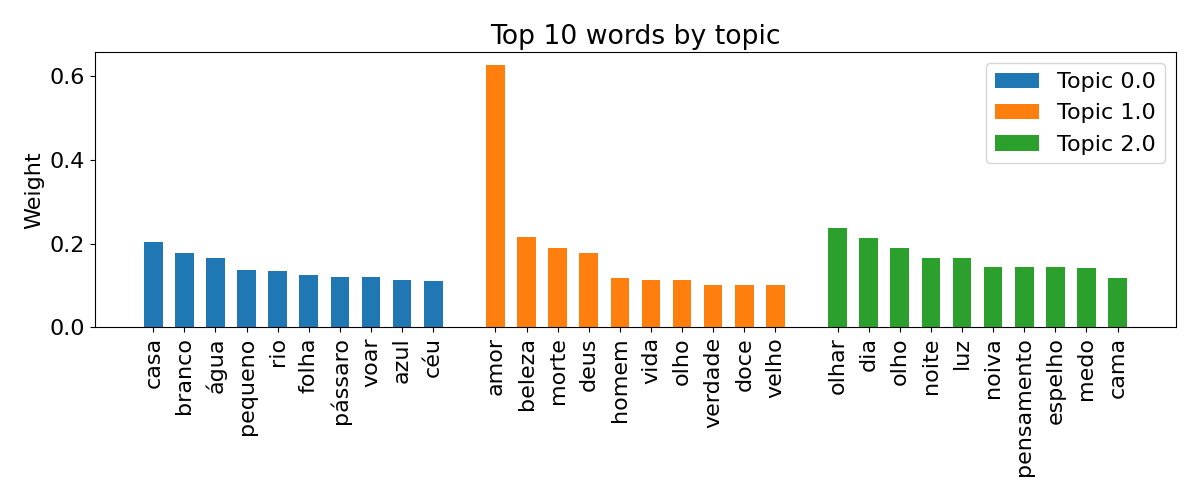 Top 10 words by topic
Weight
0.6
0.4
0.2
0.0
Topic 0.0
Topic 1.0
Topic 2.0
casa
branco
água
pequeno
rio
folha
pássaro
voar
azul
céu
amor
beleza
morte
deus
homem
vida
olho
verdade
doce
velho
olhar
dia
olho
noite
luz
noiva
pensamento
espelho
medo
cama